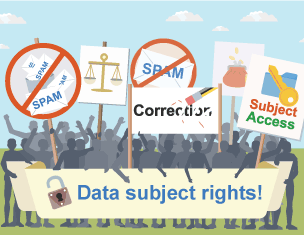 SPAM
SPAM
SPAM
SPAM
Correction
Subject
Access
Data subject rights!